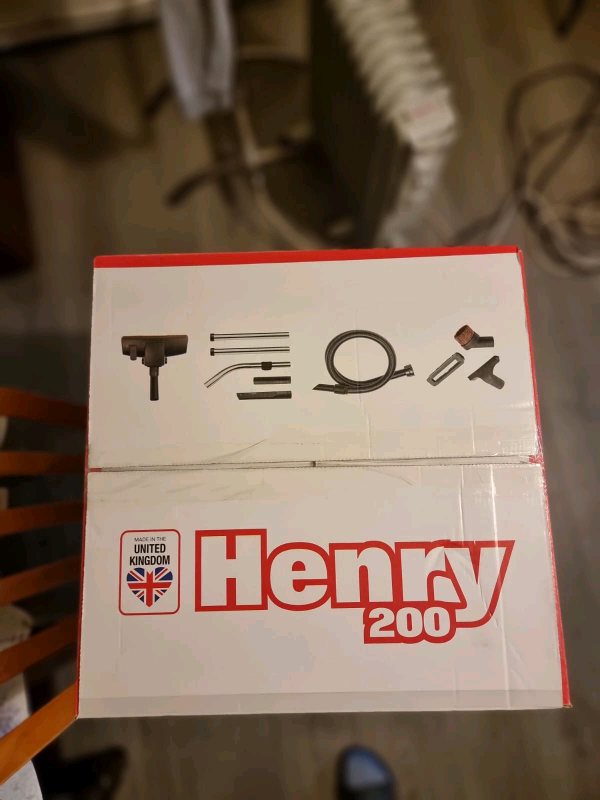 MADE IN THE
UNITED
KINGDOM
Henry
200